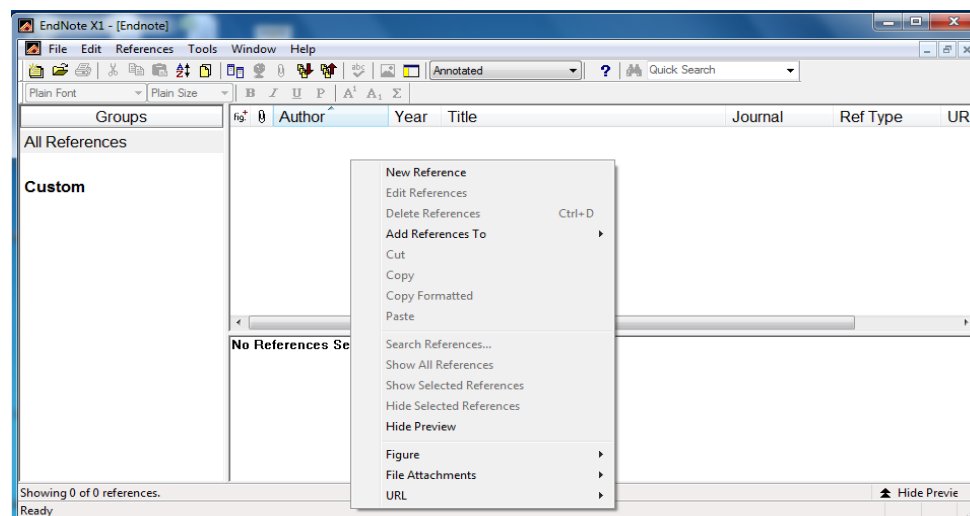 EndNote X1 - [Endnote]
File Edit References Tools Window Help
Annotated ? Quick Search
Plain Font Plain Size B I U P A¹ A₁ Σ
Groups fig. Author Year Title Journal Ref Type UR
All References
Custom
New Reference
Edit References
Delete References Ctrl+D
Add References To
Cut
Copy
Copy Formatted
Paste
Search References...
No References Se
Show All References
Show Selected References
Hide Selected References
Hide Preview
Figure
File Attachments
URL
Showing 0 of 0 references. Hide Previe
Ready